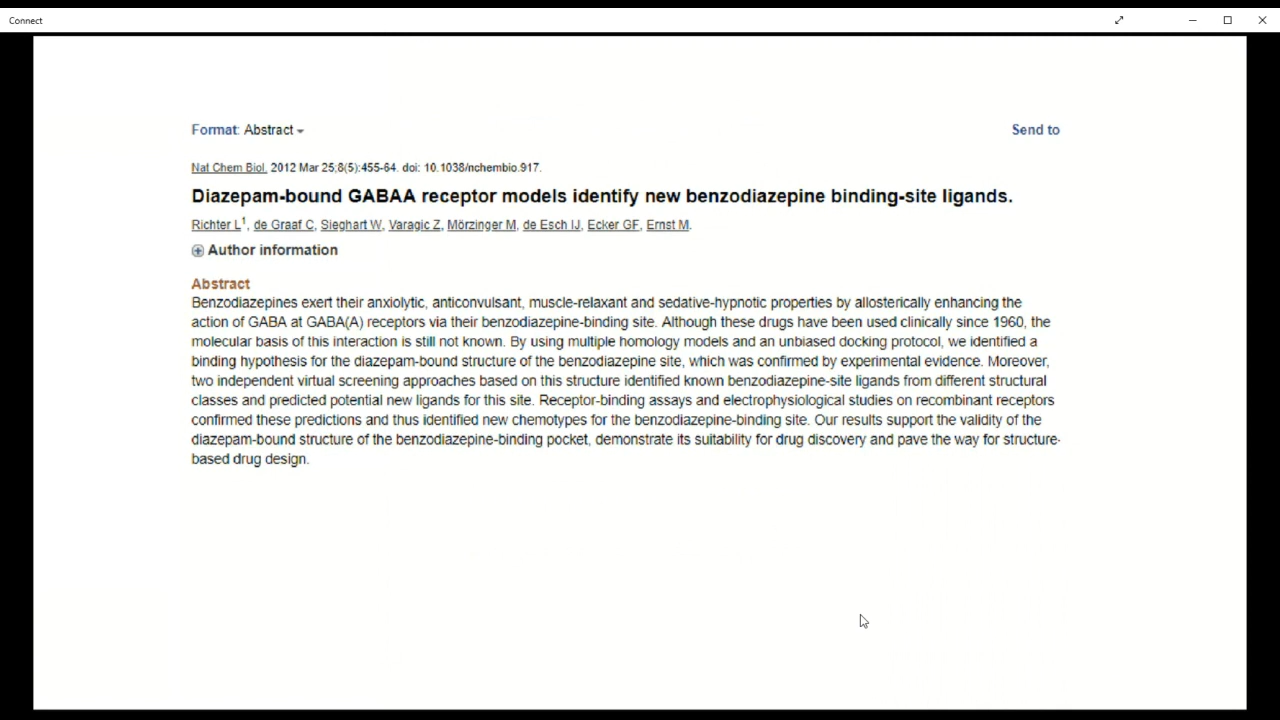 Connect
Format: Abstract
Send to
Nat Chem Biol. 2012 Mar 25;8(5):455-64. doi: 10.1038/nchembio.917.
Diazepam-bound GABAA receptor models identify new benzodiazepine binding-site ligands.
Richter L1, de Graaf C, Sieghart W, Varagic Z, Mörzinger M, de Esch IJ, Ecker GF, Ernst M.
Author information
Abstract
Benzodiazepines exert their anxiolytic, anticonvulsant, muscle-relaxant and sedative-hypnotic properties by allosterically enhancing the
action of GABA at GABA(A) receptors via their benzodiazepine-binding site. Although these drugs have been used clinically since 1960, the
molecular basis of this interaction is still not known. By using multiple homology models and an unbiased docking protocol, we identified a
binding hypothesis for the diazepam-bound structure of the benzodiazepine site, which was confirmed by experimental evidence. Moreover,
two independent virtual screening approaches based on this structure identified known benzodiazepine-site ligands from different structural
classes and predicted potential new ligands for this site. Receptor-binding assays and electrophysiological studies on recombinant receptors
confirmed these predictions and thus identified new chemotypes for the benzodiazepine-binding site. Our results support the validity of the
diazepam-bound structure of the benzodiazepine-binding pocket, demonstrate its suitability for drug discovery and pave the way for structure-
based drug design.